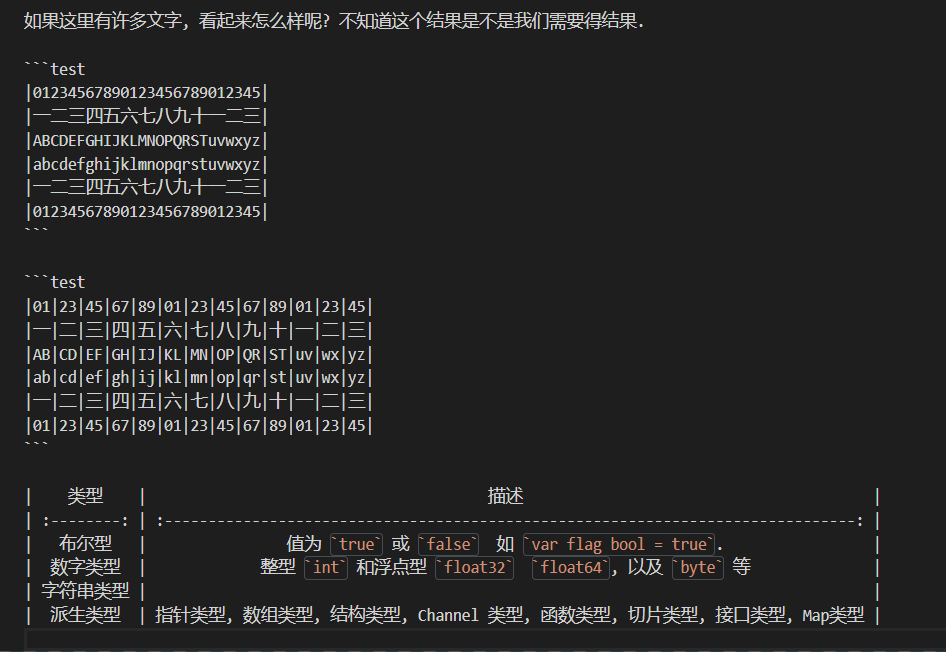 如果这里有许多文字, 看起来怎么样呢? 不知道这个结果是不是我们需要得结果.
```test
|01234567890123456789012345|
|一二三四五六七八九十一二三|
|ABCDEFGHIJKLMNOPQRSTuvwxyz|
|abcdefghijklmnopqrstuvwxyz|
|一二三四五六七八九十一二三|
|01234567890123456789012345|
```
```test
|01|23|45|67|89|01|23|45|67|89|01|23|45|
|一|二|三|四|五|六|七|八|九|十|一|二|三|
|AB|CD|EF|GH|IJ|KL|MN|OP|QR|ST|uv|wx|yz|
|ab|cd|ef|gh|ij|kl|mn|op|qr|st|uv|wx|yz|
|一|二|三|四|五|六|七|八|九|十|一|二|三|
|01|23|45|67|89|01|23|45|67|89|01|23|45|
```
| 类型 | 描述 |
| :--------: | :-------------------------------------------------------------------------------: |
| 布尔型 | 值为 `true` 或 `false` 如 `var flag bool = true`. |
| 数字类型 | 整型 `int` 和浮点型 `float32` `float64`, 以及 `byte` 等 |
| 字符串类型 | |
| 派生类型 | 指针类型, 数组类型, 结构类型, Channel 类型, 函数类型, 切片类型, 接口类型, Map类型 |